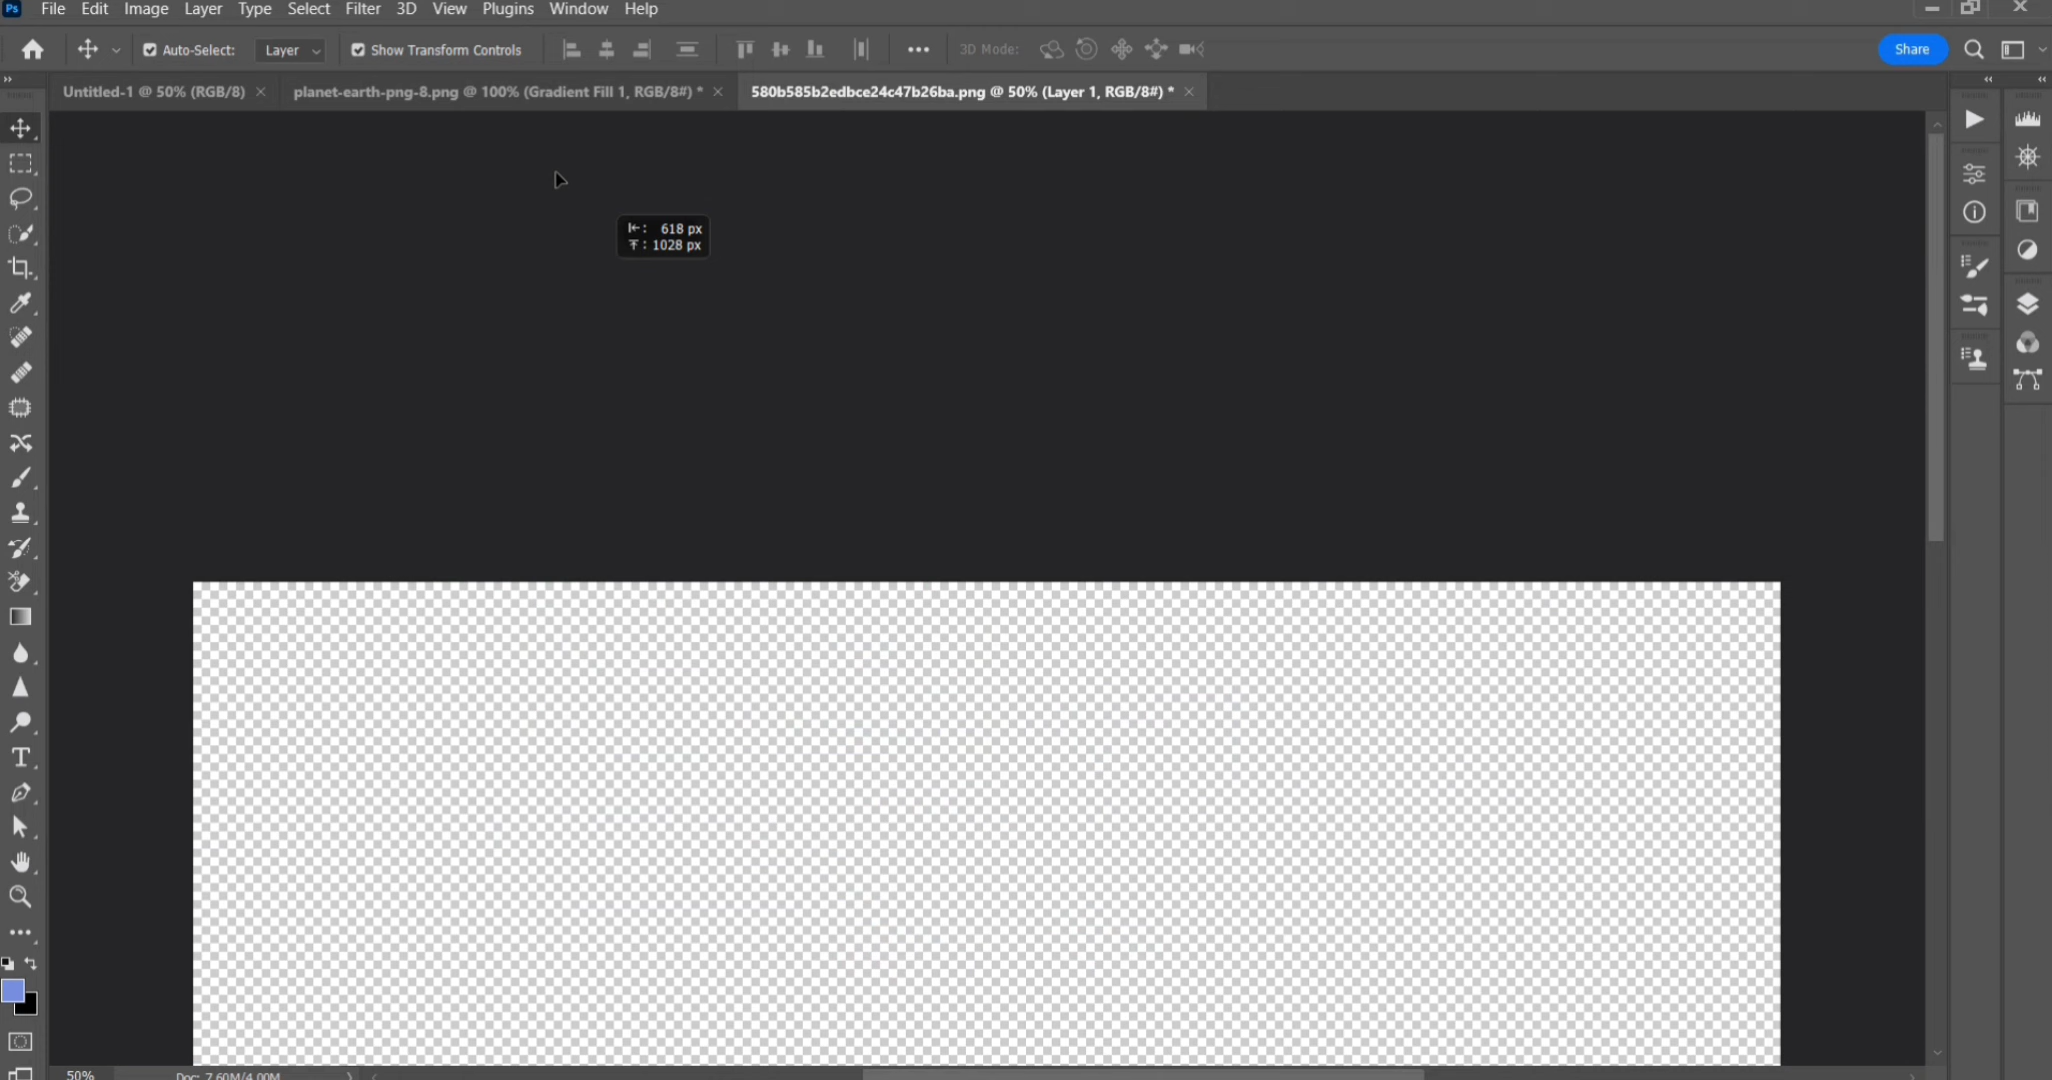 Ps File Edit Image Layer Type Select Filter 3D View Plugins Window Help
Auto-Select: Layer Show Transform Controls 3D Mode: Share
Untitled-1 @ 50% (RGB/8) planet-earth-png-8.png @ 100% (Gradient Fill 1, RGB/8#) * 580b585b2edbce24c47b26ba.png @ 50% (Layer 1, RGB/8#) *
618 px
1028 px
50% Doc: 7.60M/4.00M